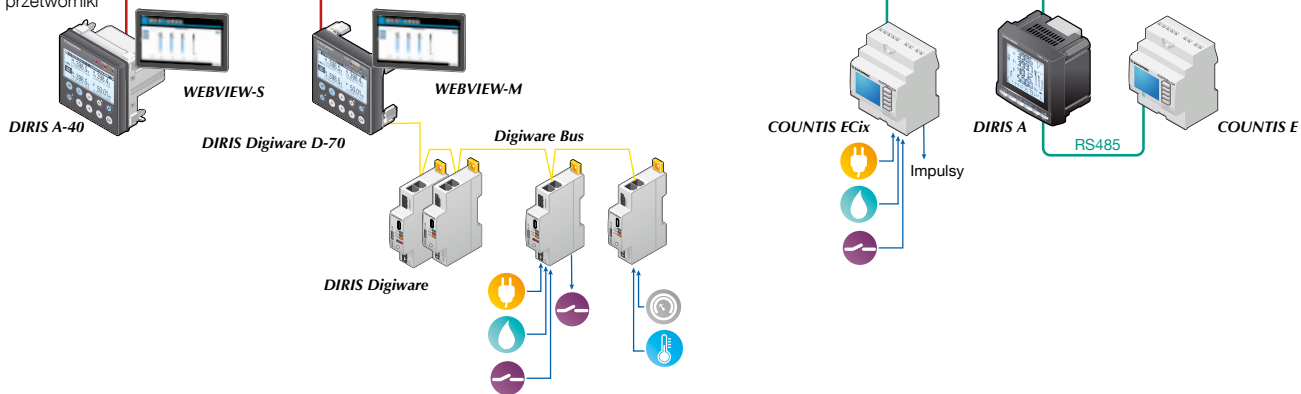 przetworniki
WEBVIEW-S
WEBVIEW-M
DIRIS A-40
DIRIS Digiware D-70
Digiware Bus
COUNTIS ECix
DIRIS A
COUNTIS E
RS485
Impulsy
DIRIS Digiware